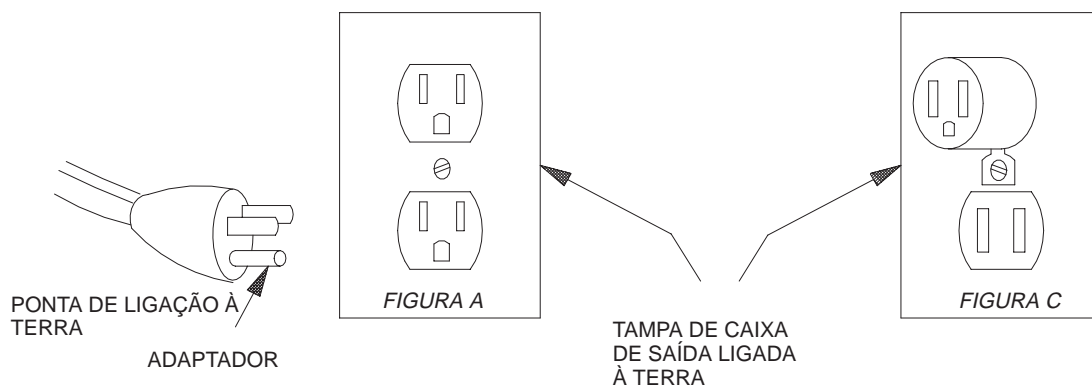 PONTA DE LIGAÇÃO À
TERRA
ADAPTADOR
FIGURA A
TAMPA DE CAIXA
DE SAÍDA LIGADA
À TERRA
FIGURA C